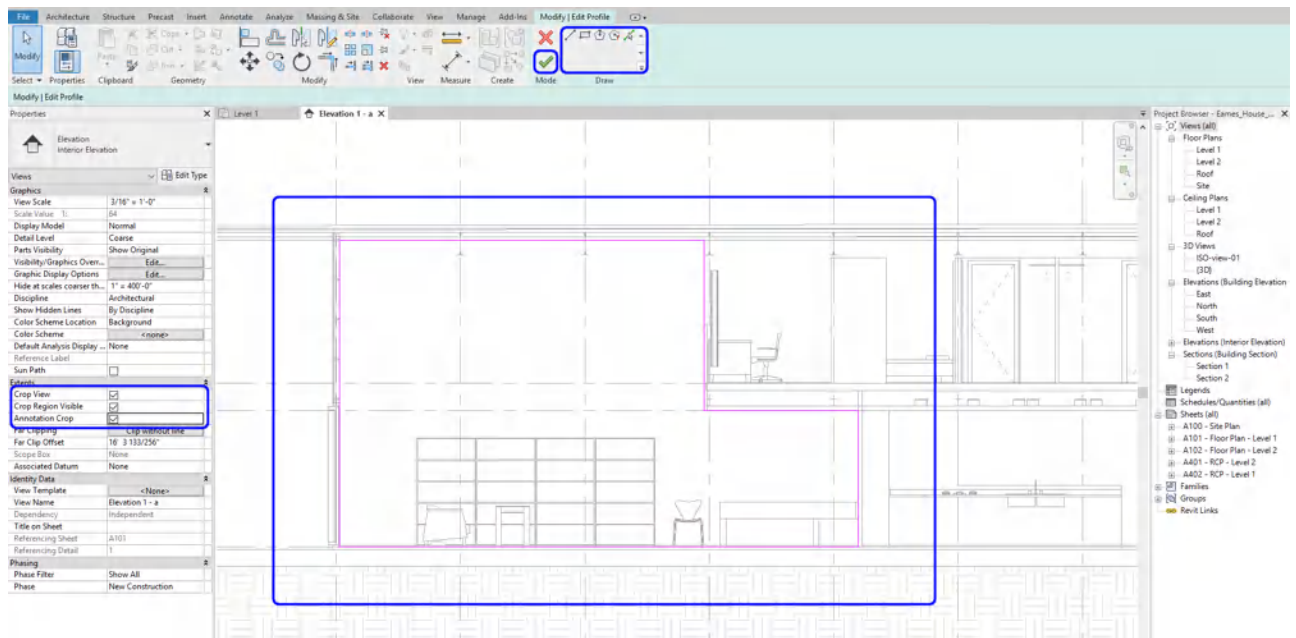 File Architecture Structure Precast Insert Annotate Analyze Massing & Site Collaborate View Manage Add-Ins Modify | Edit Profile
Modify
Select Properties Clipboard Geometry Modify View Measure Create Mode Draw
Modify | Edit Profile
Properties
Level 1
Elevation 1 - a
Elevation
Interior Elevation
Views
Edit Type
Graphics
View Scale 3/16" = 1'-0"
Scale Value 1: 64
Display Model Normal
Detail Level Coarse
Parts Visibility Show Original
Visibility/Graphics Overr... Edit...
Graphic Display Options Edit...
Hide at scales coarser th... 1" = 400'-0"
Discipline Architectural
Show Hidden Lines By Discipline
Color Scheme Location Background
Color Scheme <none>
Default Analysis Display ... None
Reference Label
Sun Path
Extents
Crop View
Crop Region Visible
Annotation Crop
Far Clipping Clip without line
Far Clip Offset 16' 3 133/256"
Scope Box None
Associated Datum None
Identity Data
View Template <None>
View Name Elevation 1 - a
Dependency Independent
Title on Sheet
Referencing Sheet A101
Referencing Detail 1
Phasing
Phase Filter Show All
Phase New Construction
Project Browser - Eames_House_...
Views (all)
Floor Plans
Level 1
Level 2
Roof
Site
Ceiling Plans
Level 1
Level 2
Roof
3D Views
ISO-view-01
{3D}
Elevations (Building Elevation
East
North
South
West
Elevations (Interior Elevation)
Sections (Building Section)
Section 1
Section 2
Legends
Schedules/Quantities (all)
Sheets (all)
A100 - Site Plan
A101 - Floor Plan - Level 1
A102 - Floor Plan - Level 2
A401 - RCP - Level 2
A402 - RCP - Level 1
Families
Groups
Revit Links